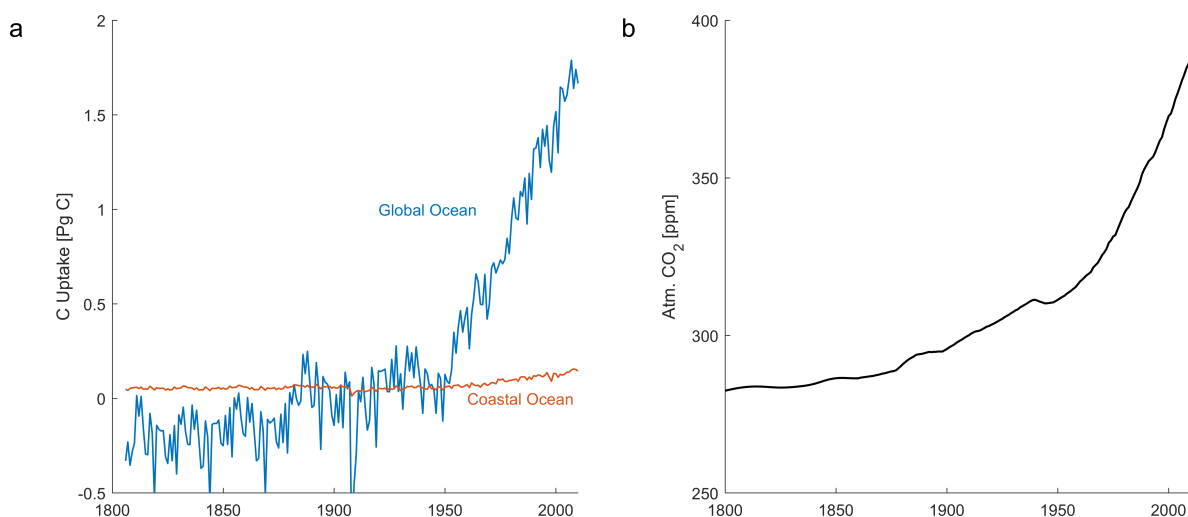 a
2
1.5
1
0.5
0
-0.5
C Uptake [Pg C]
Global Ocean
Coastal Ocean
1800 1850 1900 1950 2000
b
400
350
300
250
Atm. CO2 [ppm]
1800 1850 1900 1950 2000